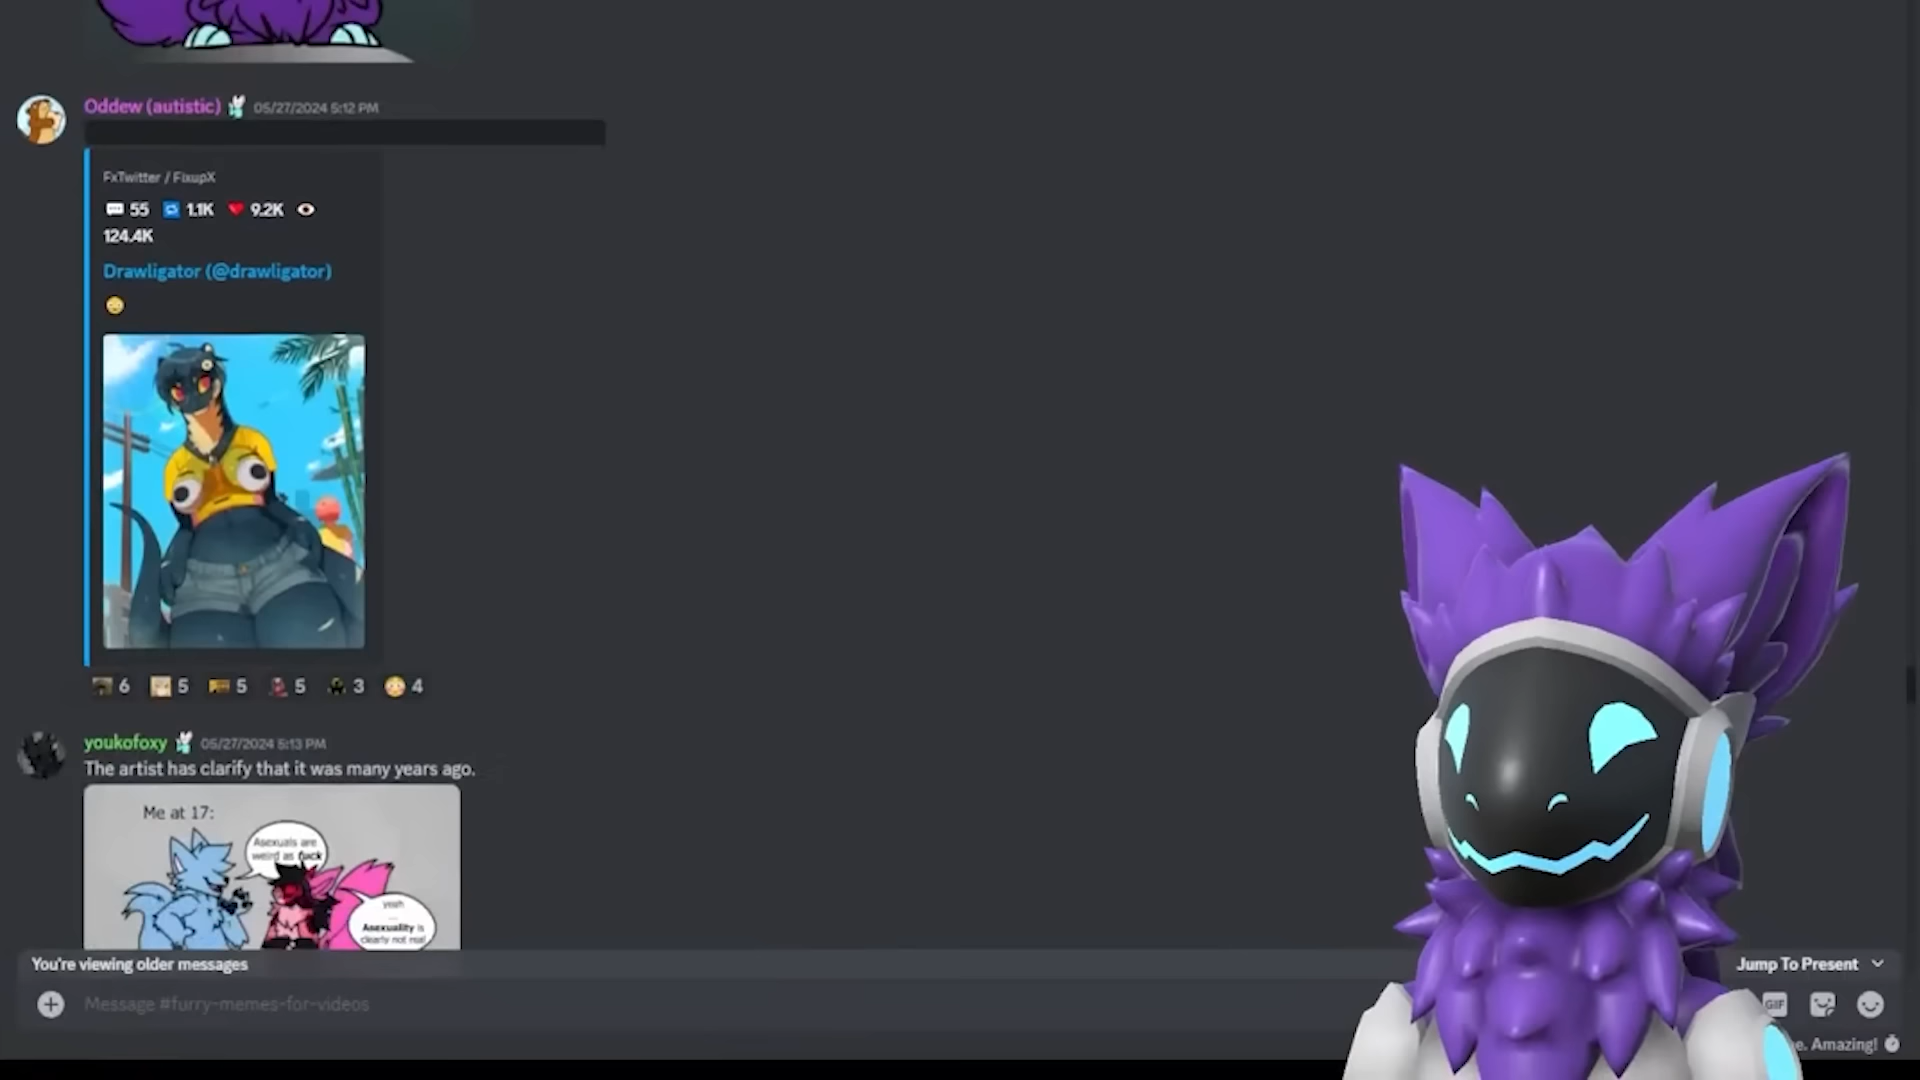 Oddew (autistic) 05/27/2024 5:12 PM
FxTwitter / FixupX
55 1.1K 9.2K
124.4K
Drawligator (@drawligator)
6 5 5 5 3 4
youkofoxy 05/27/2024 5:13 PM
The artist has clarify that it was many years ago.
Me at 17:
Asexuals are
weird as fuck
yeah
...
Asexuality is
clearly not real
You're viewing older messages
Jump To Present
Message #furry-memes-for-videos
GIF
e. Amazing!